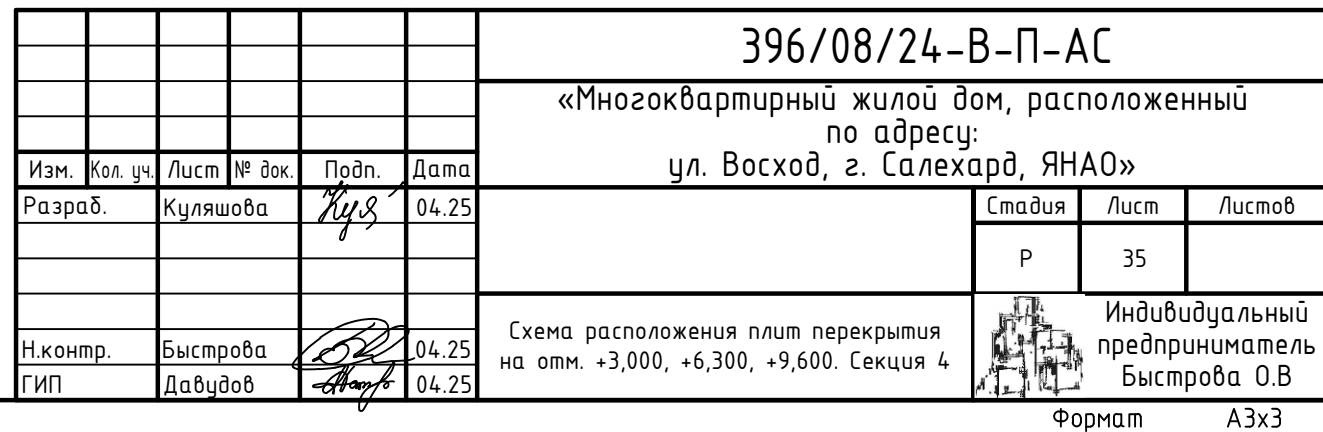 396/08/24-В-П-АС
«Многоквартирный жилой дом, расположенный
по адресу:
ул. Восход, г. Салехард, ЯНАО»
Изм. Кол. уч. Лист № док. Подп. Дата
Разраб. Куляшова Куя 04.25
Стадия Лист Листов
Р 35
Схема расположения плит перекрытия
на отм. +3,000, +6,300, +9,600. Секция 4
Индивидуальный
предприниматель
Быстрова О.В
Н.контр. Быстрова 04.25
ГИП Давудов 04.25
Формат А3х3